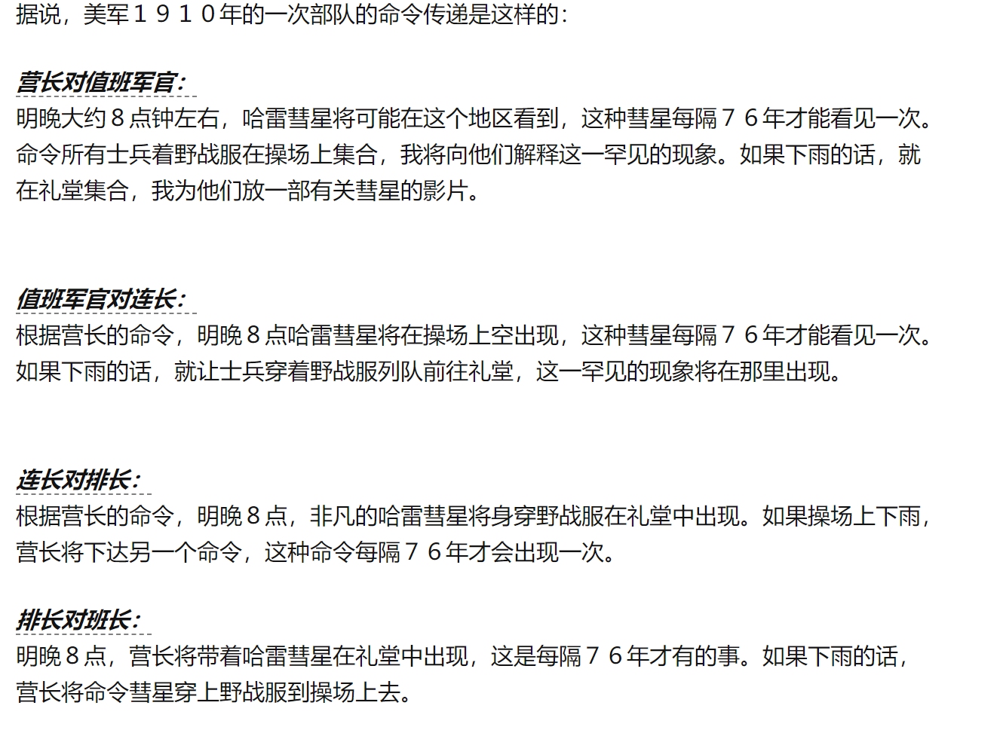 据说，美军１９１０年的一次部队的命令传递是这样的：
营长对值班军官：
明晚大约８点钟左右，哈雷彗星将可能在这个地区看到，这种彗星每隔７６年才能看见一次。
命令所有士兵着野战服在操场上集合，我将向他们解释这一罕见的现象。如果下雨的话，就
在礼堂集合，我为他们放一部有关彗星的影片。
值班军官对连长：
根据营长的命令，明晚８点哈雷彗星将在操场上空出现，这种彗星每隔７６年才能看见一次。
如果下雨的话，就让士兵穿着野战服列队前往礼堂，这一罕见的现象将在那里出现。
连长对排长：
根据营长的命令，明晚８点，非凡的哈雷彗星将身穿野战服在礼堂中出现。如果操场上下雨，
营长将下达另一个命令，这种命令每隔７６年才会出现一次。
排长对班长：
明晚８点，营长将带着哈雷彗星在礼堂中出现，这是每隔７６年才有的事。如果下雨的话，
营长将命令彗星穿上野战服到操场上去。